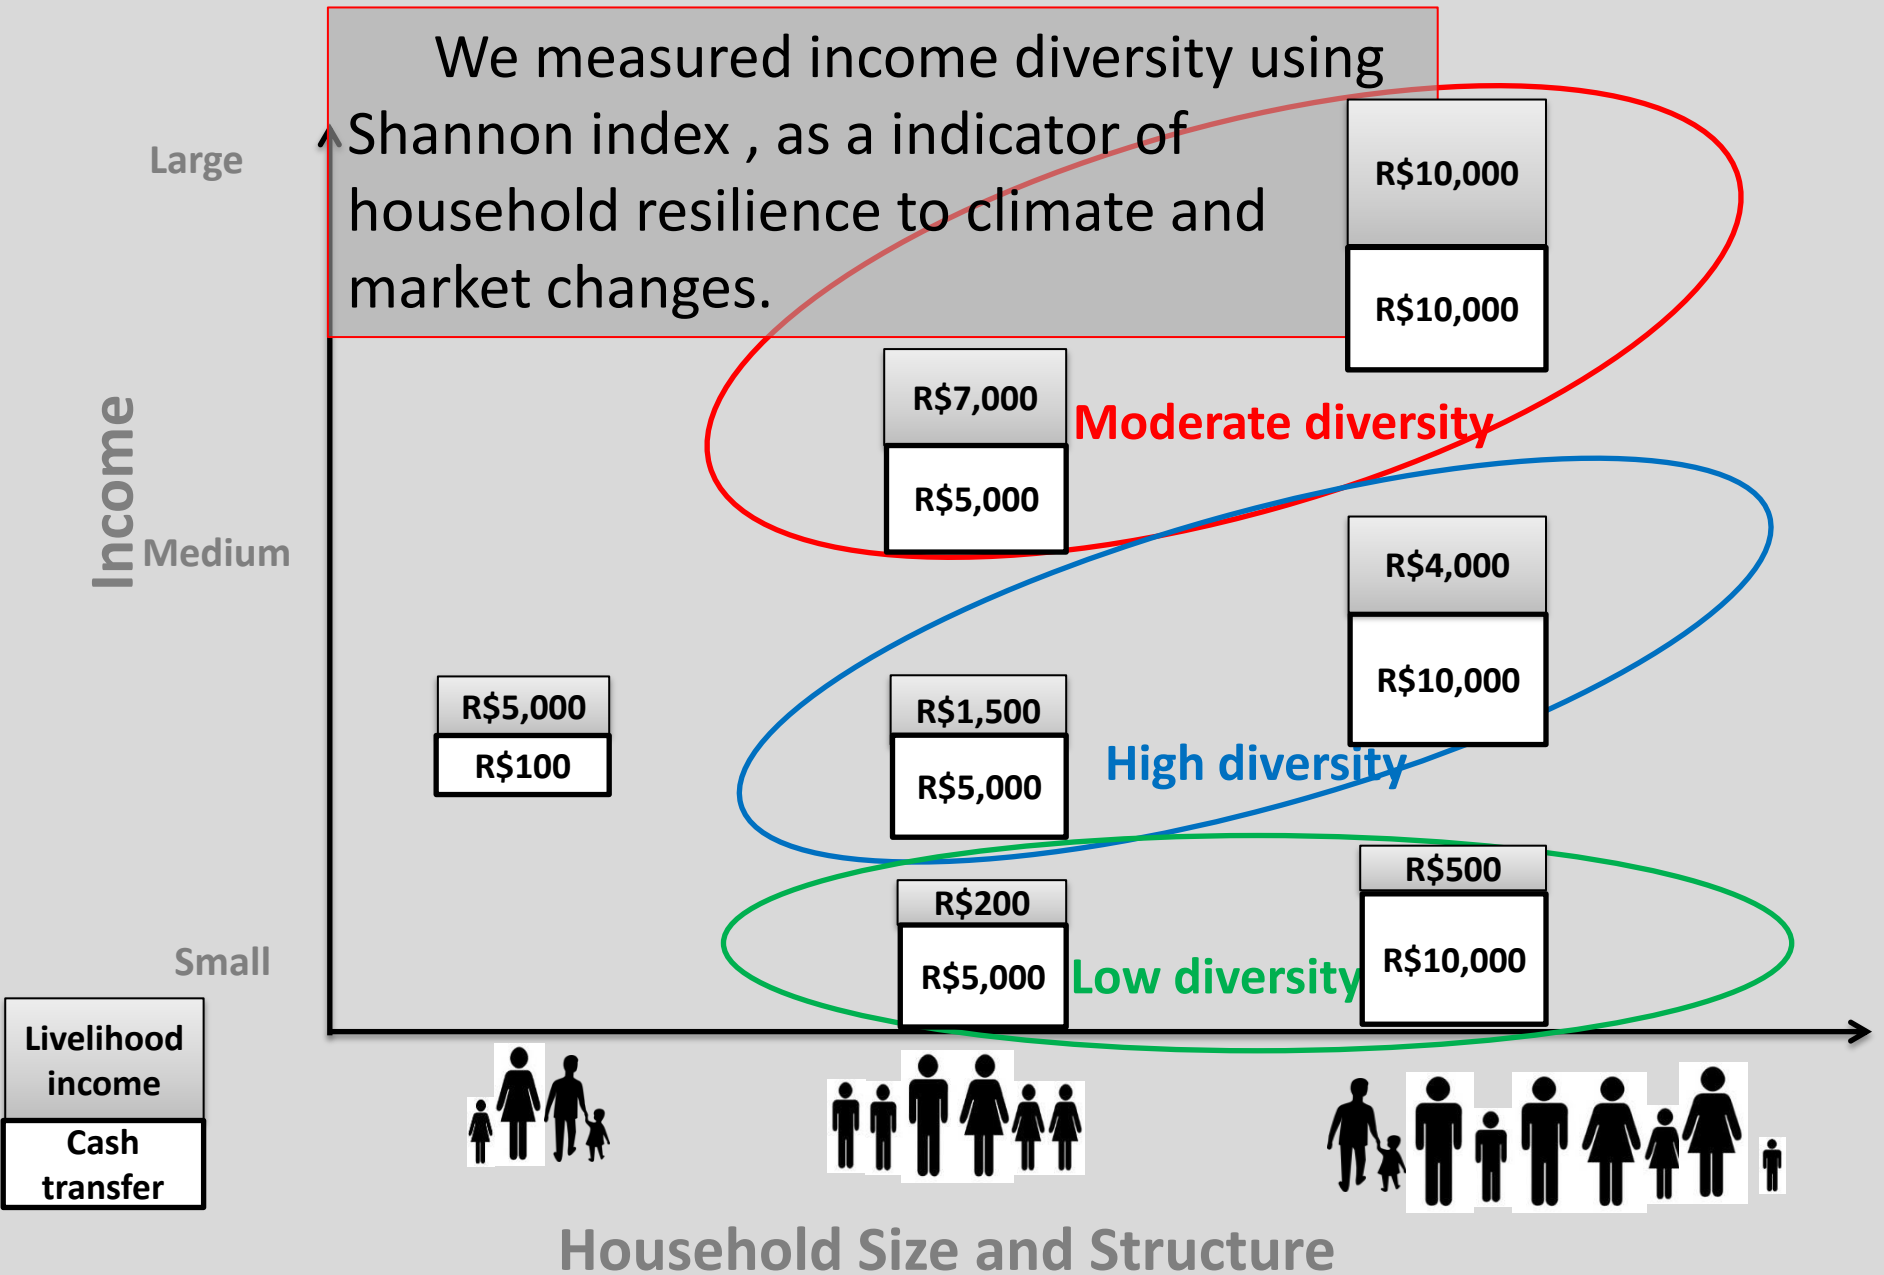 We measured income diversity using
Shannon index , as a indicator of
household resilience to climate and
market changes.
Large
R$10,000
R$10,000
R$7,000
Moderate diversity
R$5,000
Income
Medium
R$4,000
R$10,000
R$5,000
R$100
R$1,500
High diversity
R$5,000
R$500
R$200
Small
R$5,000
Low diversity
R$10,000
Livelihood
income
Cash
transfer
Household Size and Structure